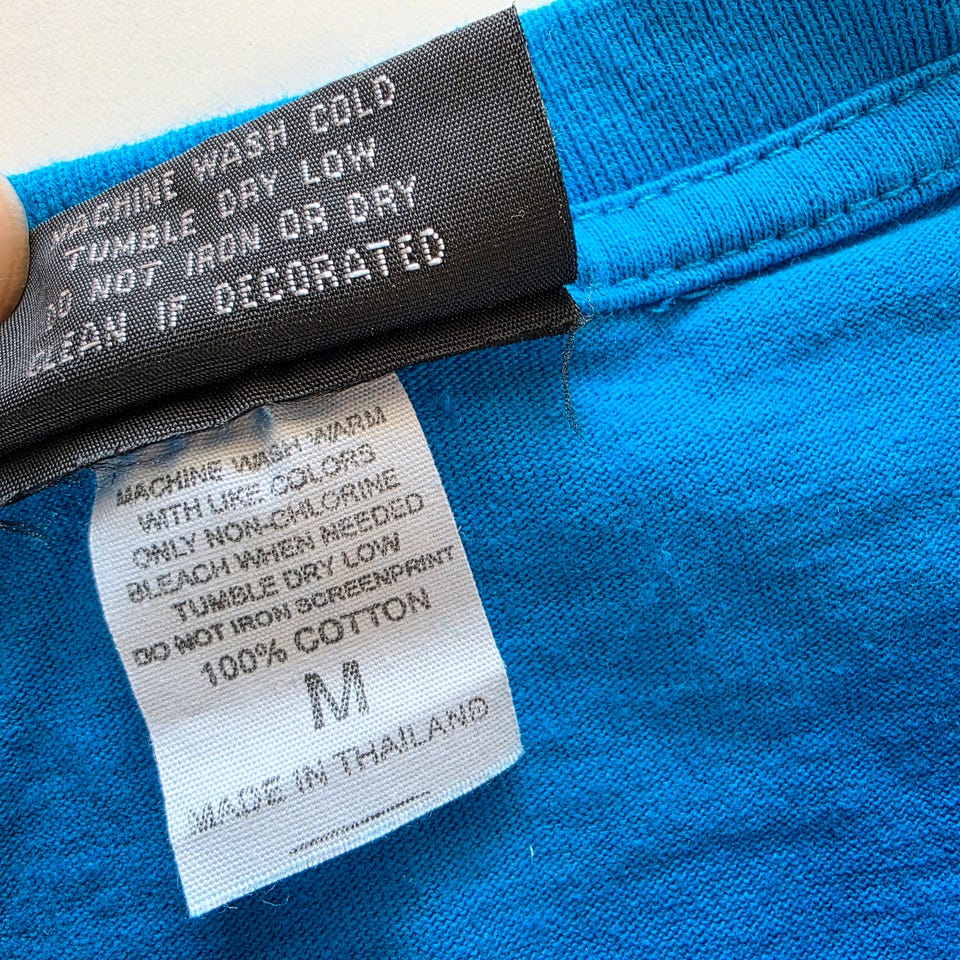 MACHINE WASH COLD
TUMBLE DRY LOW
DO NOT IRON OR DRY
CLEAN IF DECORATED
MACHINE WASH WARM
WITH LIKE COLORS
ONLY NON-CHLORINE
BLEACH WHEN NEEDED
TUMBLE DRY LOW
DO NOT IRON SCREENPRINT
100% COTTON
M
MADE IN THAILAND